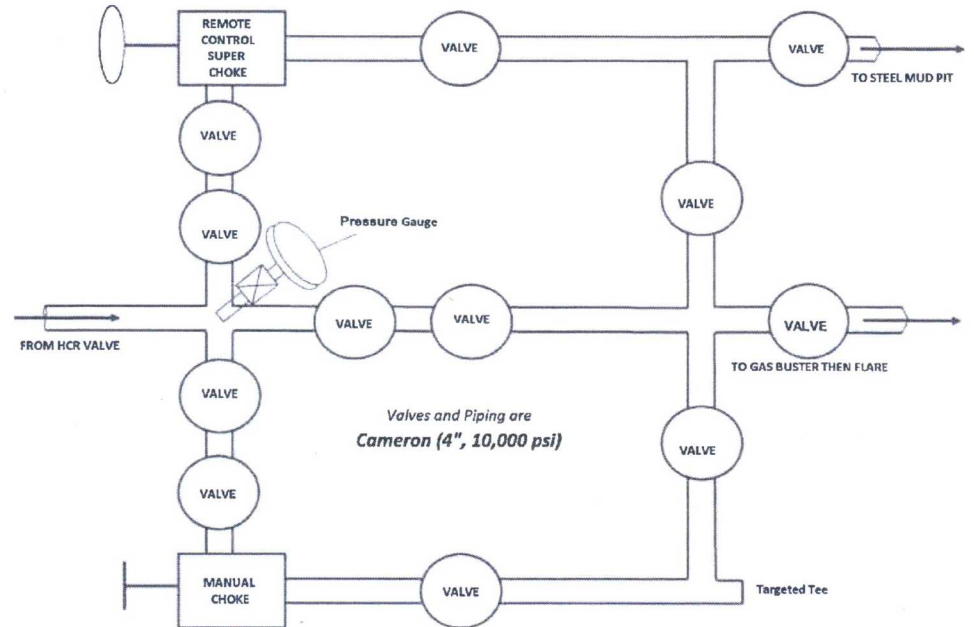 REMOTE
CONTROL
SUPER
CHOKE
VALVE
VALVE
TO STEEL MUD PIT
VALVE
VALVE
VALVE
Pressure Gauge
FROM HCR VALVE
VALVE
VALVE
VALVE
TO GAS BUSTER THEN FLARE
VALVE
Valves and Piping are
Cameron (4", 10,000 psi)
VALVE
VALVE
MANUAL
CHOKE
VALVE
Targeted Tee